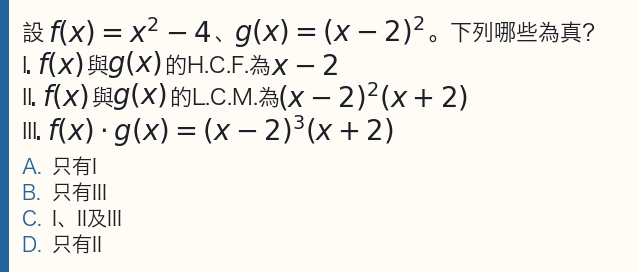 設 f(x) = x² − 4、g(x) = (x − 2)²。下列哪些為真?
I. f(x)與g(x)的H.C.F.為x − 2
II. f(x)與g(x)的L.C.M.為(x − 2)²(x + 2)
III. f(x) · g(x) = (x − 2)³(x + 2)
A. 只有I
B. 只有III
C. I、II及III
D. 只有II